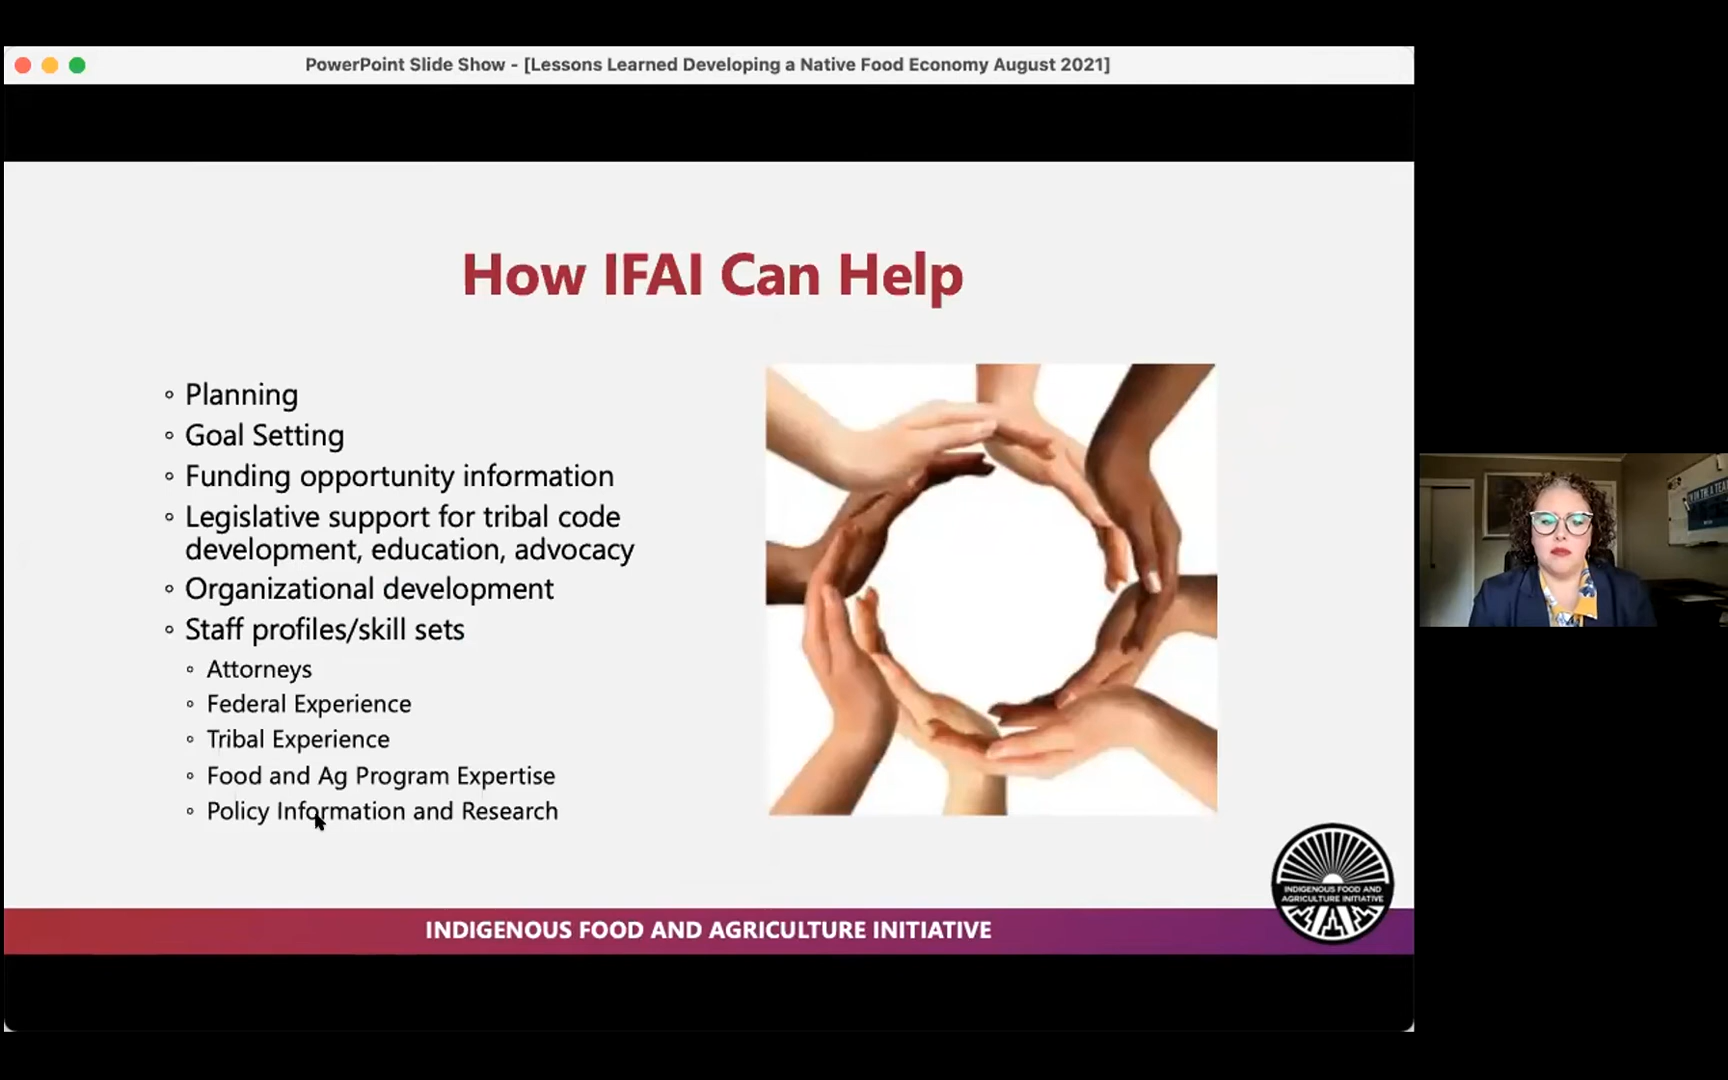 PowerPoint Slide Show - [Lessons Learned Developing a Native Food Economy August 2021]
How IFAI Can Help
◦ Planning
◦ Goal Setting
◦ Funding opportunity information
◦ Legislative support for tribal code
development, education, advocacy
◦ Organizational development
◦ Staff profiles/skill sets
◦ Attorneys
◦ Federal Experience
◦ Tribal Experience
◦ Food and Ag Program Expertise
◦ Policy Information and Research
INDIGENOUS FOOD AND
AGRICULTURE INITIATIVE
INDIGENOUS FOOD AND AGRICULTURE INITIATIVE